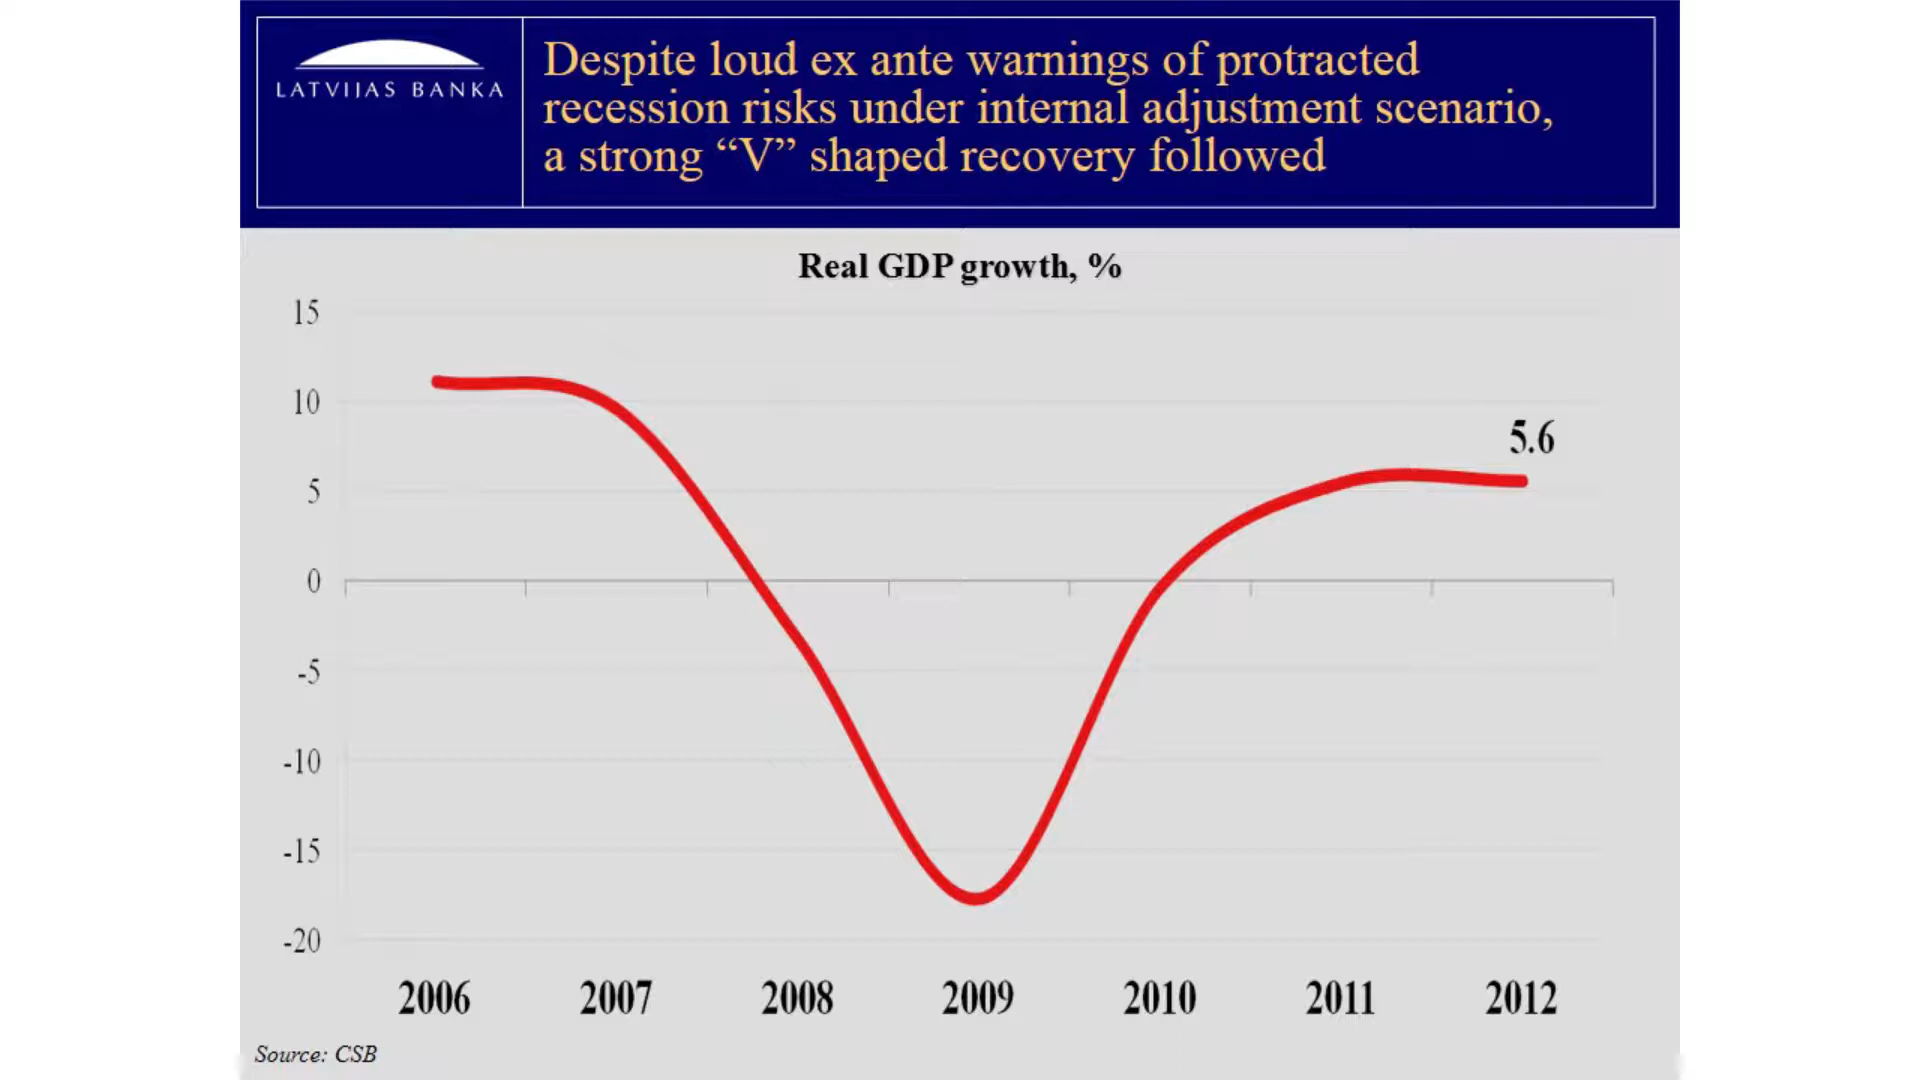 LATVIJAS BANKA
Despite loud ex ante warnings of protracted
recession risks under internal adjustment scenario,
a strong “V” shaped recovery followed
Real GDP growth, %
15
10
5
0
-5
-10
-15
-20
5.6
2006 2007 2008 2009 2010 2011 2012
Source: CSB